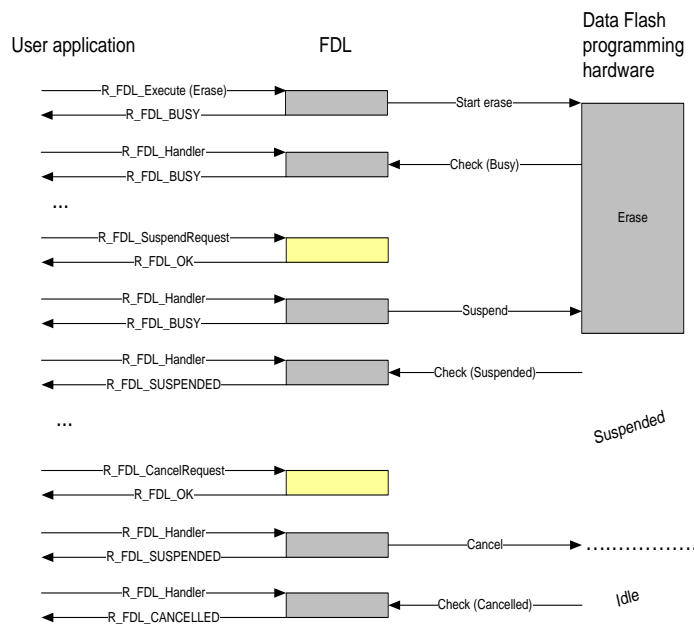 User application
FDL
Data Flash
programming
hardware
R_FDL_Execute (Erase)
R_FDL_BUSY
Start erase
R_FDL_Handler
R_FDL_BUSY
Check (Busy)
...
Erase
R_FDL_SuspendRequest
R_FDL_OK
R_FDL_Handler
R_FDL_BUSY
Suspend
R_FDL_Handler
R_FDL_SUSPENDED
Check (Suspended)
...
Suspended
R_FDL_CancelRequest
R_FDL_OK
R_FDL_Handler
R_FDL_SUSPENDED
Cancel
R_FDL_Handler
R_FDL_CANCELLED
Check (Cancelled)
Idle